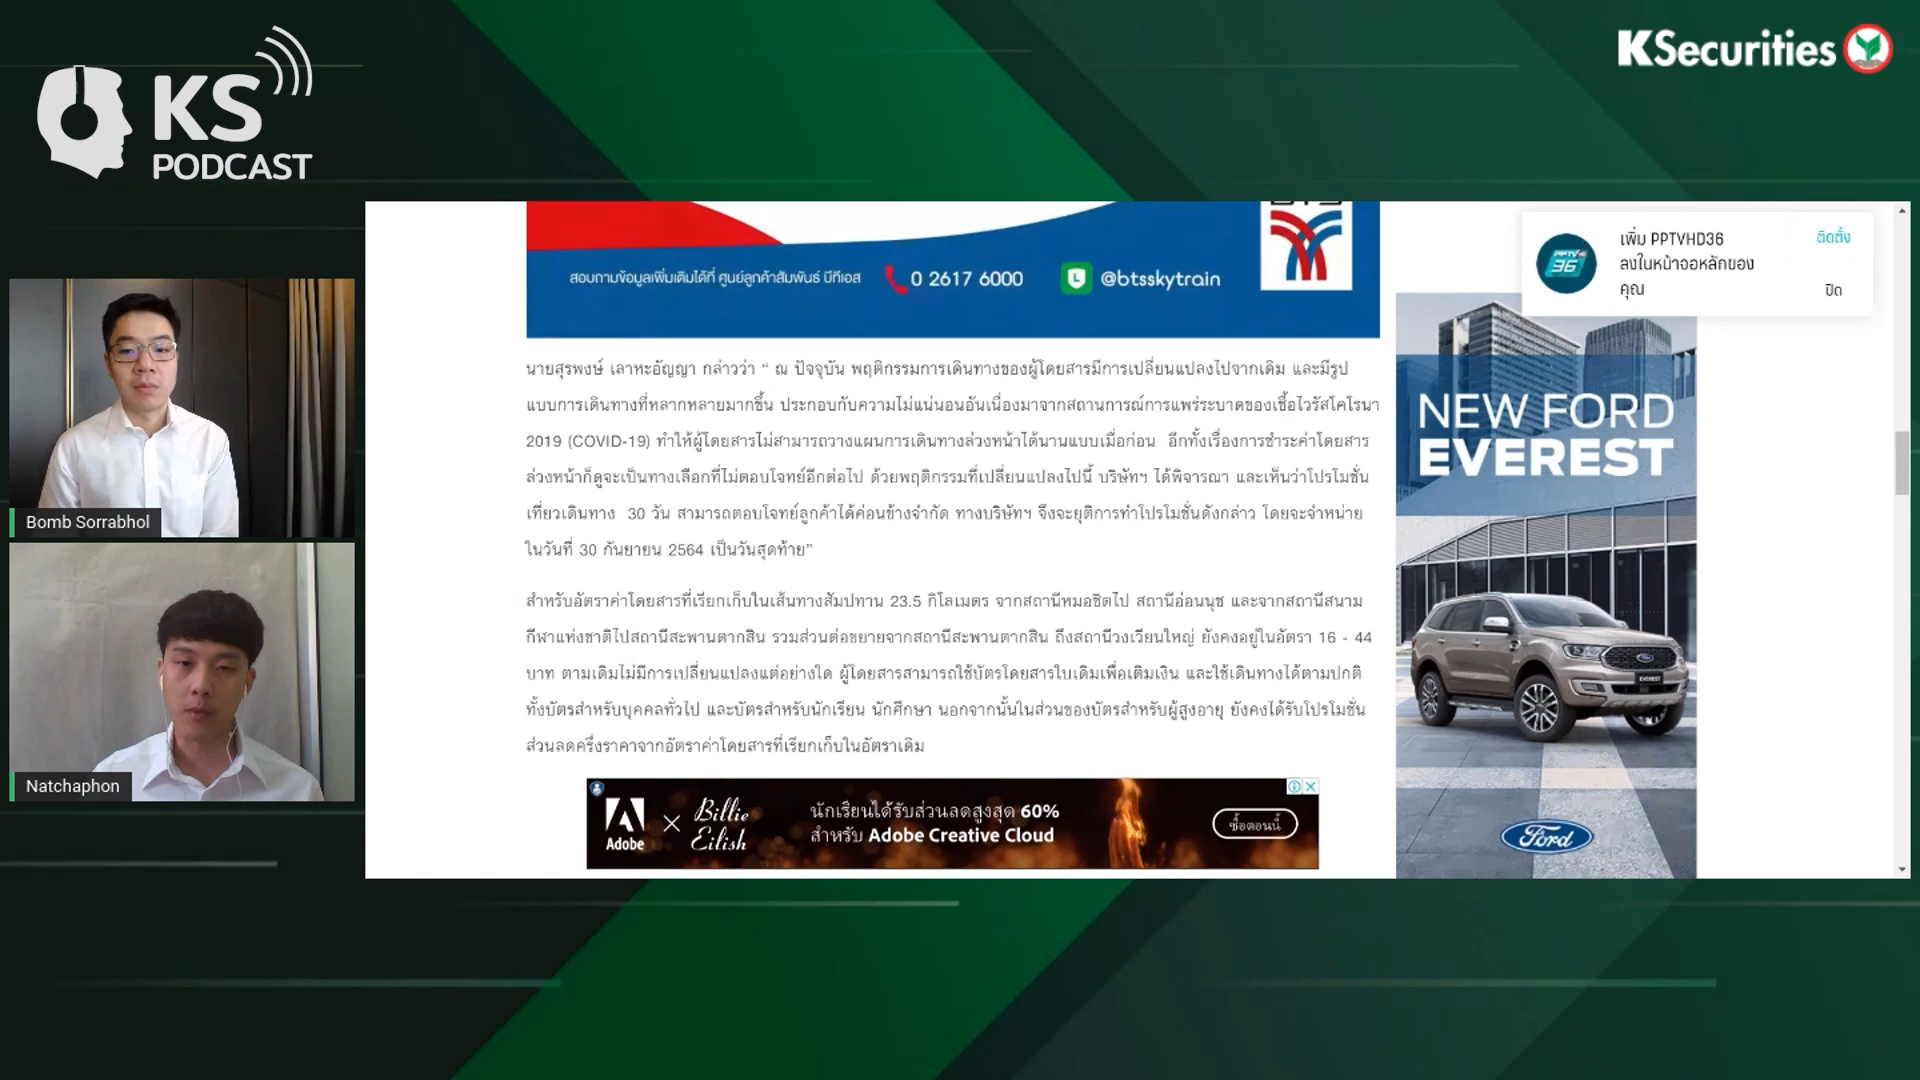 KS
PODCAST
KSecurities
Bomb Sorrabhol
Natchaphon
สอบถามข้อมูลเพิ่มเติมได้ที่ ศูนย์ลูกค้าสัมพันธ์ บีทีเอส 0 2617 6000 @btsskytrain
นายสุรพงษ์ เลาหะอัญญา กล่าวว่า “ ณ ปัจจุบัน พฤติกรรมการเดินทางของผู้โดยสารมีการเปลี่ยนแปลงไปจากเดิม และมีรูป
แบบการเดินทางที่หลากหลายมากขึ้น ประกอบกับความไม่แน่นอนอันเนื่องมาจากสถานการณ์การแพร่ระบาดของเชื้อไวรัสโคโรนา
2019 (COVID-19) ทำให้ผู้โดยสารไม่สามารถวางแผนการเดินทางล่วงหน้าได้นานแบบเมื่อก่อน อีกทั้งเรื่องการชำระค่าโดยสาร
ล่วงหน้าก็ดูจะเป็นทางเลือกที่ไม่ตอบโจทย์อีกต่อไป ด้วยพฤติกรรมที่เปลี่ยนแปลงไปนี้ บริษัทฯ ได้พิจารณา และเห็นว่าโปรโมชั่น
เที่ยวเดินทาง 30 วัน สามารถตอบโจทย์ลูกค้าได้ค่อนข้างจำกัด ทางบริษัทฯ จึงจะยุติการทำโปรโมชั่นดังกล่าว โดยจะจำหน่าย
ในวันที่ 30 กันยายน 2564 เป็นวันสุดท้าย”
สำหรับอัตราค่าโดยสารที่เรียกเก็บในเส้นทางสัมปทาน 23.5 กิโลเมตร จากสถานีหมอชิตไป สถานีอ่อนนุช และจากสถานีสนาม
กีฬาแห่งชาติไปสถานีสะพานตากสิน รวมส่วนต่อขยายจากสถานีสะพานตากสิน ถึงสถานีวงเวียนใหญ่ ยังคงอยู่ในอัตรา 16 - 44
บาท ตามเดิมไม่มีการเปลี่ยนแปลงแต่อย่างใด ผู้โดยสารสามารถใช้บัตรโดยสารใบเดิมเพื่อเติมเงิน และใช้เดินทางได้ตามปกติ
ทั้งบัตรสำหรับบุคคลทั่วไป และบัตรสำหรับนักเรียน นักศึกษา นอกจากนั้นในส่วนของบัตรสำหรับผู้สูงอายุ ยังคงได้รับโปรโมชั่น
ส่วนลดครึ่งราคาจากอัตราค่าโดยสารที่เรียกเก็บในอัตราเดิม
Adobe
Billie
Eilish
นักเรียนได้รับส่วนลดสูงสุด 60%
สำหรับ Adobe Creative Cloud
ซื้อตอนนี้
PPTV
36
เพิ่ม PPTVHD36
ลงในหน้าจอหลักของ
คุณ
ติดตั้ง
ปิด
NEW FORD
EVEREST
EVEREST
Ford